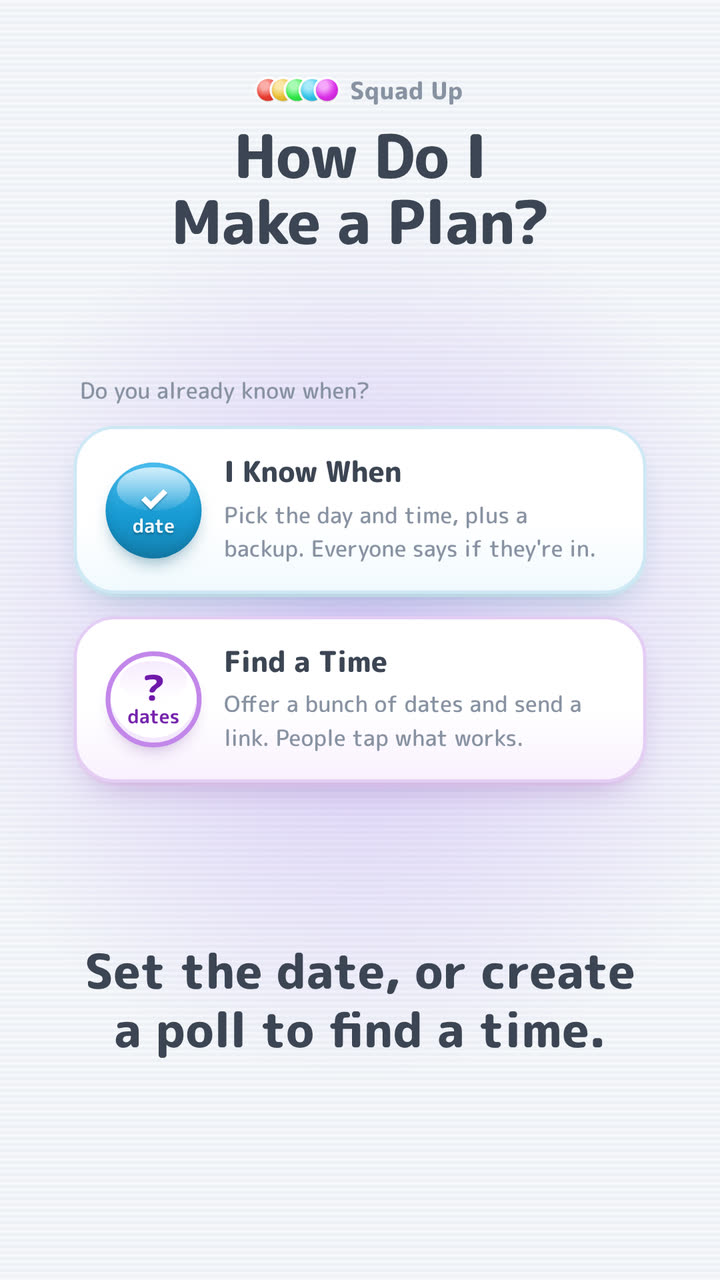 Squad Up
How Do I
Make a Plan?
Do you already know when?
date
I Know When
Pick the day and time, plus a
backup. Everyone says if they're in.
?
dates
Find a Time
Offer a bunch of dates and send a
link. People tap what works.
Set the date, or create
a poll to find a time.